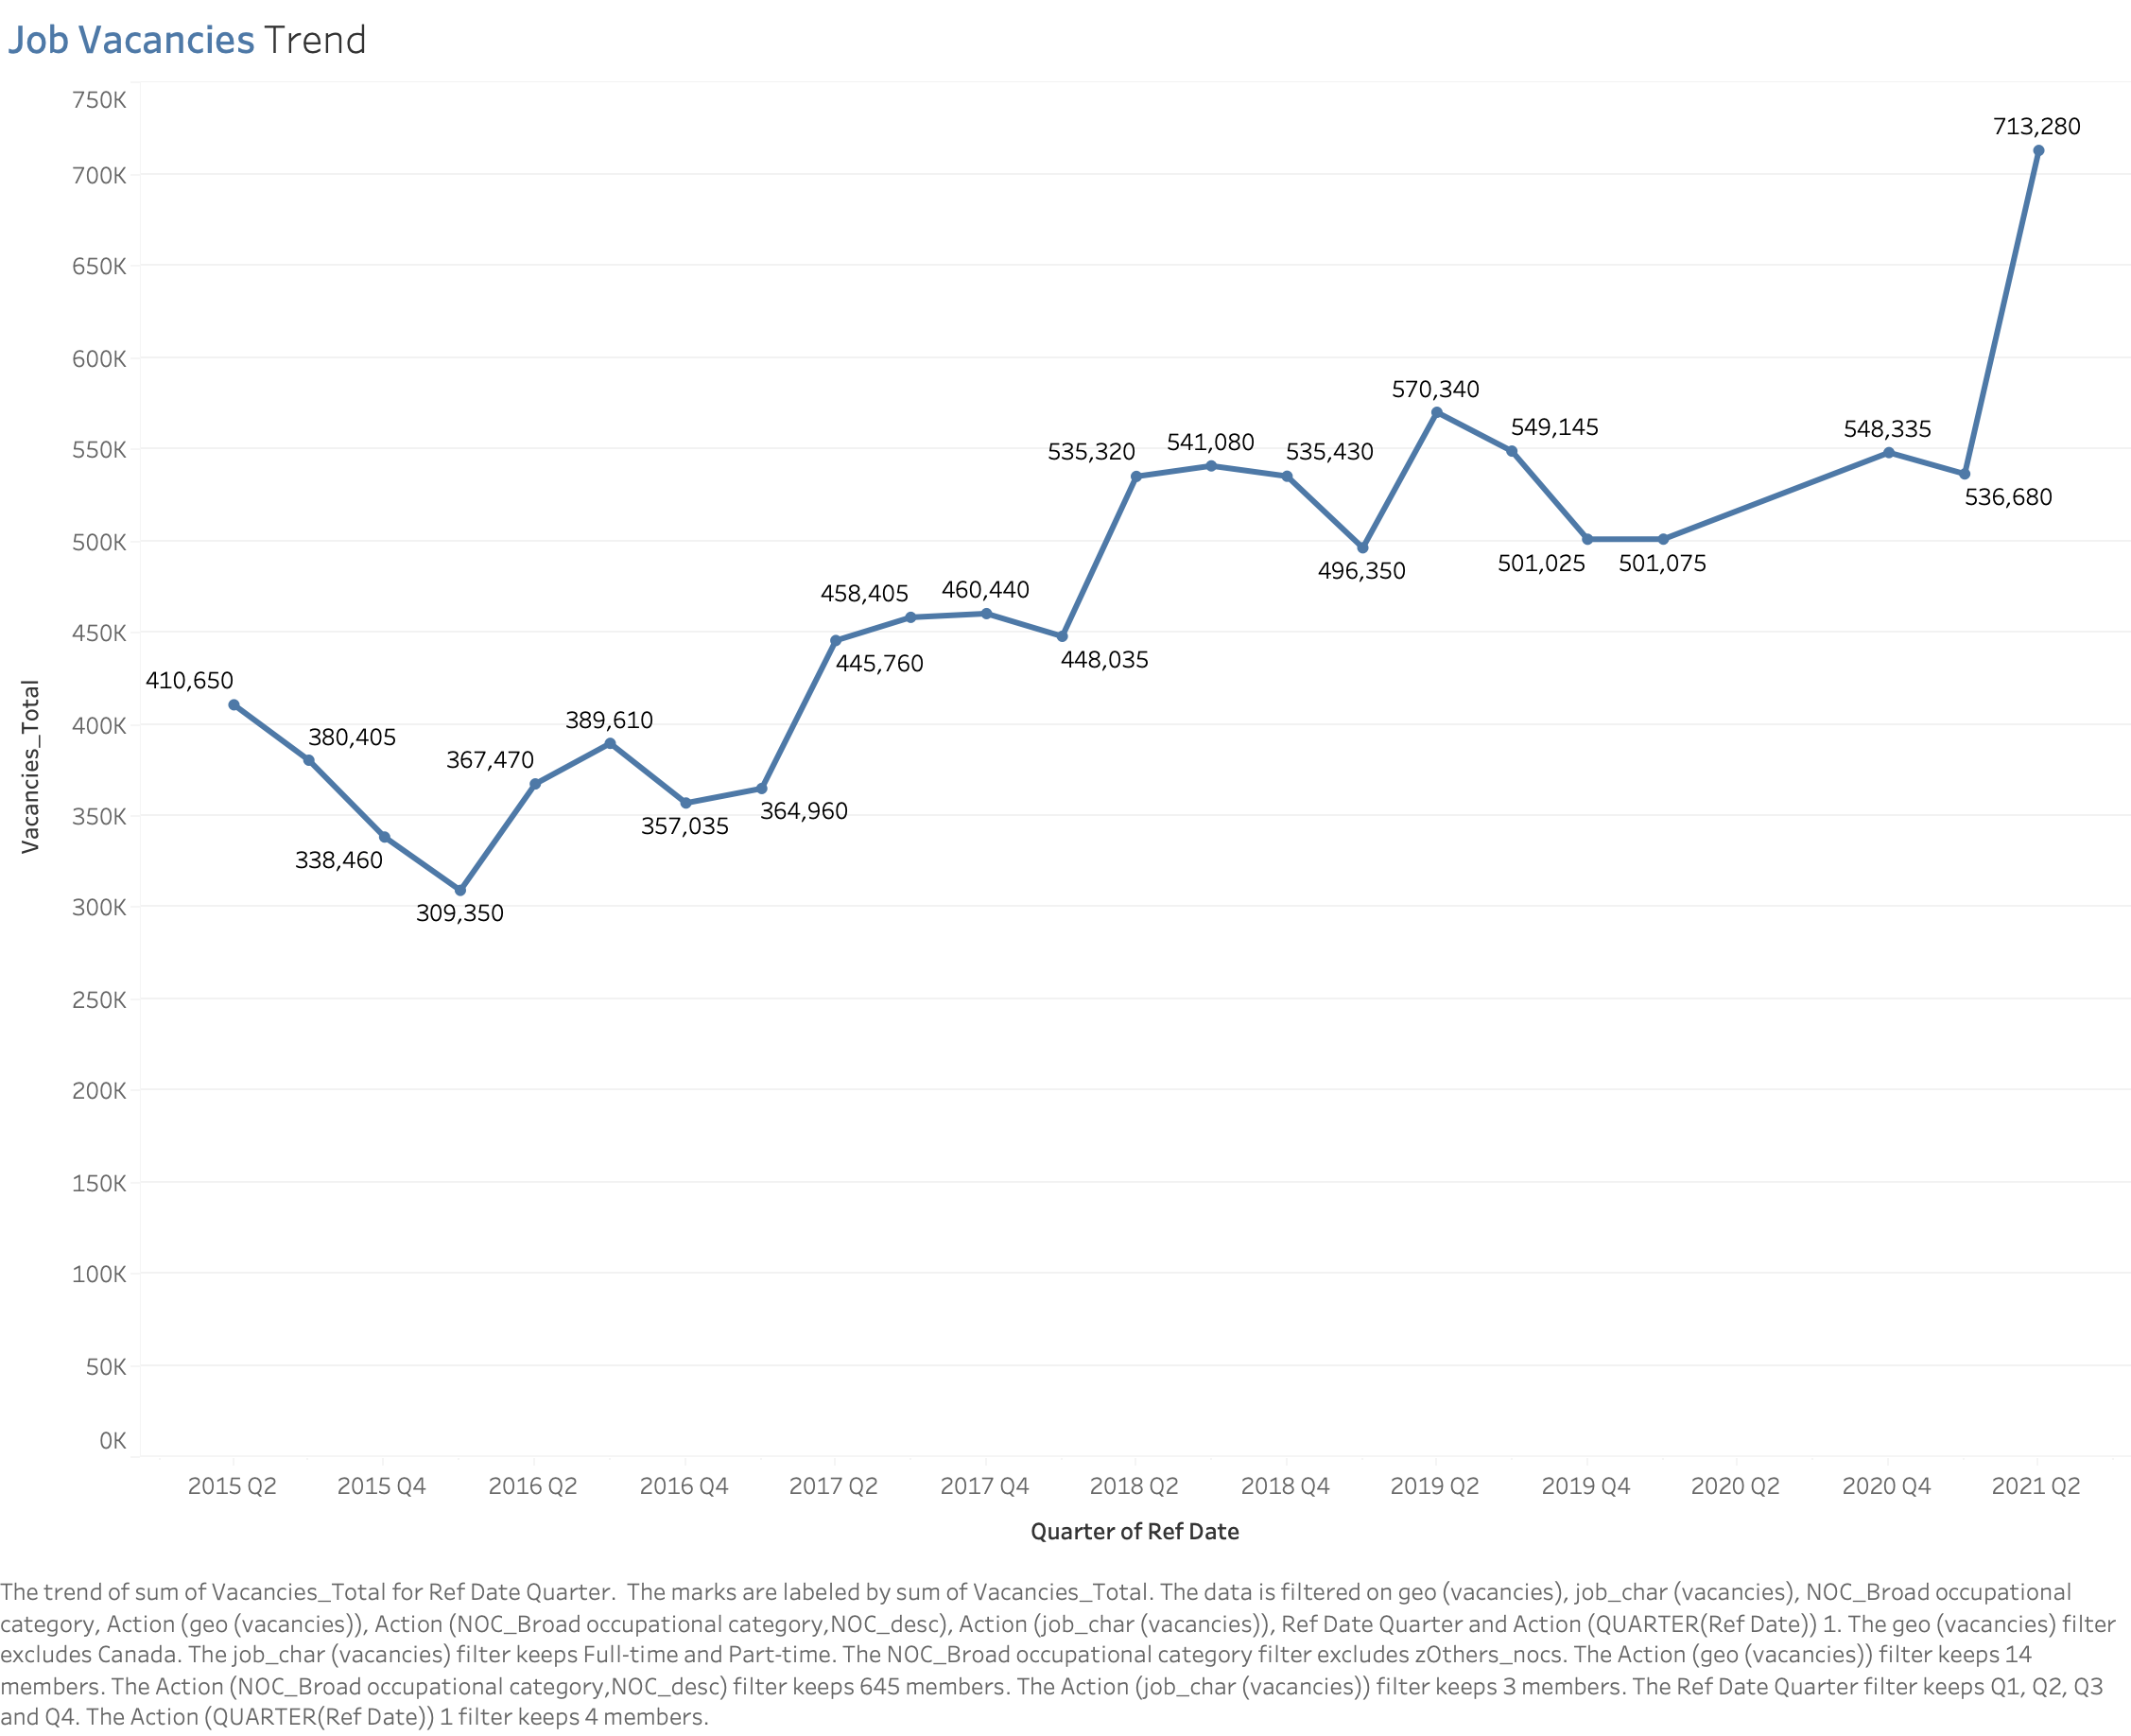 Job Vacancies Trend
750K
700K
650K
600K
550K
500K
450K
400K
350K
300K
250K
200K
150K
100K
50K
0K
Vacancies_Total
410,650
380,405
338,460
309,350
367,470
389,610
357,035
364,960
445,760
458,405
460,440
448,035
535,320
541,080
535,430
496,350
570,340
549,145
501,025
501,075
548,335
536,680
713,280
2015 Q2
2015 Q4
2016 Q2
2016 Q4
2017 Q2
2017 Q4
2018 Q2
2018 Q4
2019 Q2
2019 Q4
2020 Q2
2020 Q4
2021 Q2
Quarter of Ref Date
The trend of sum of Vacancies_Total for Ref Date Quarter.  The marks are labeled by sum of Vacancies_Total. The data is filtered on geo (vacancies), job_char (vacancies), NOC_Broad occupational
category, Action (geo (vacancies)), Action (NOC_Broad occupational category,NOC_desc), Action (job_char (vacancies)), Ref Date Quarter and Action (QUARTER(Ref Date)) 1. The geo (vacancies) filter
excludes Canada. The job_char (vacancies) filter keeps Full-time and Part-time. The NOC_Broad occupational category filter excludes zOthers_nocs. The Action (geo (vacancies)) filter keeps 14
members. The Action (NOC_Broad occupational category,NOC_desc) filter keeps 645 members. The Action (job_char (vacancies)) filter keeps 3 members. The Ref Date Quarter filter keeps Q1, Q2, Q3
and Q4. The Action (QUARTER(Ref Date)) 1 filter keeps 4 members.